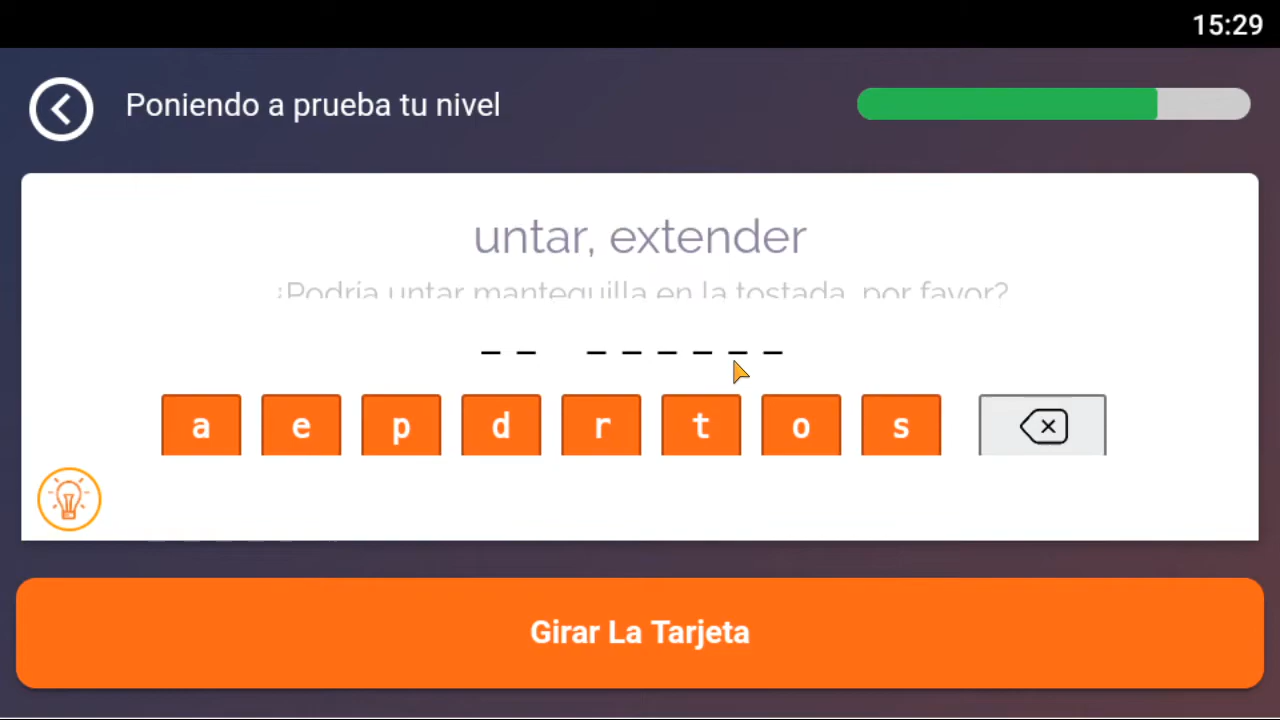 15:29
Poniendo a prueba tu nivel
untar, extender
¿Podría untar mantequilla en la tostada, por favor?
_ _ _ _ _ _ _ _
a e p d r t o s
Girar La Tarjeta